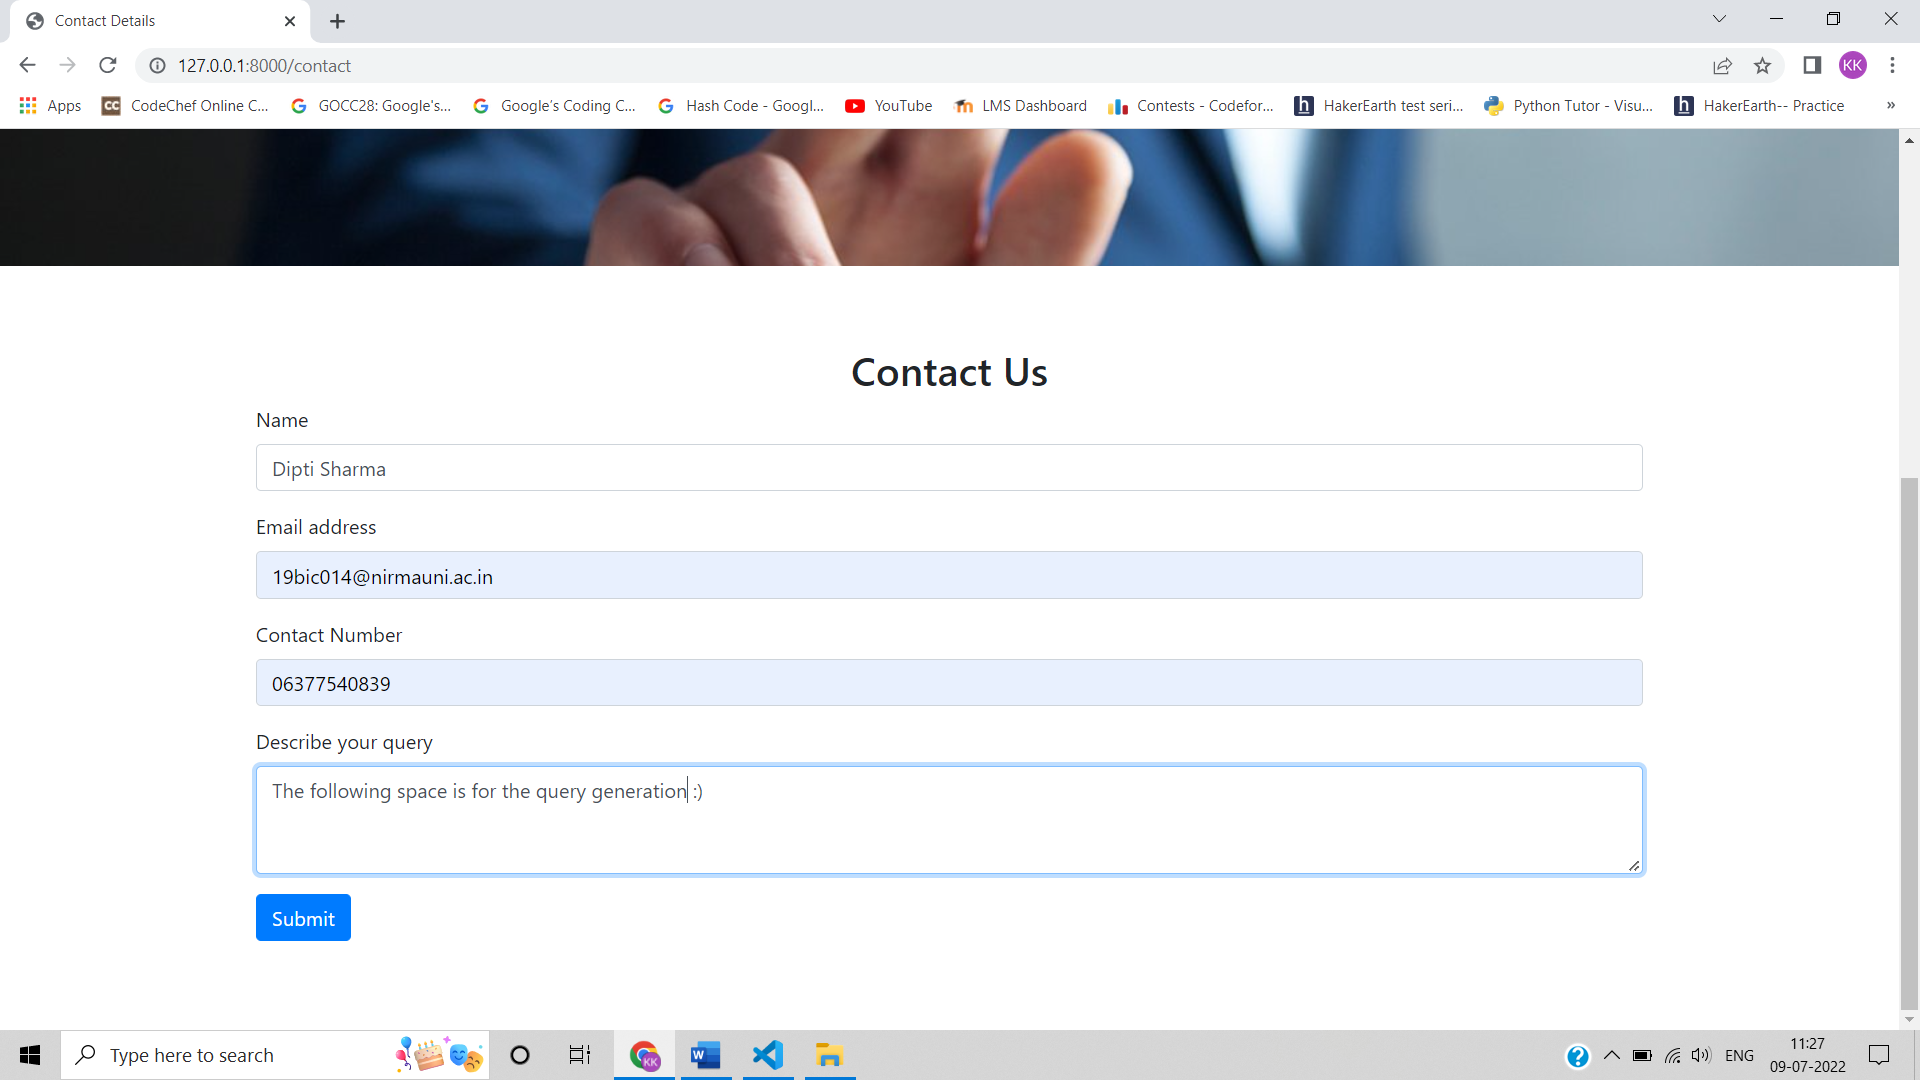 Contact Details
127.0.0.1:8000/contact
KK
Apps
CC
CodeChef Online C...
GOCC28: Google's...
Google's Coding C...
Hash Code - Googl...
YouTube
LMS Dashboard
Contests - Codefor...
h
HakerEarth test seri...
Python Tutor - Visu...
h
HakerEarth-- Practice
»
Contact Us
Name
Dipti Sharma
Email address
19bic014@nirmauni.ac.in
Contact Number
06377540839
Describe your query
The following space is for the query generation :)
Submit
Type here to search
KK
W
ENG
11:27
09-07-2022